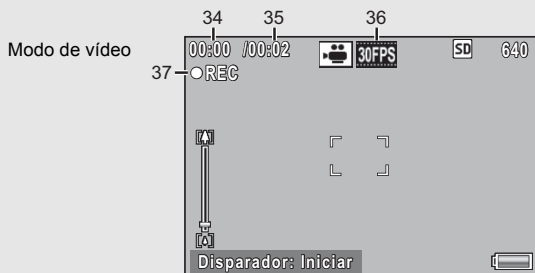 34 35 36
Modo de vídeo
00:00 /00:02 30FPS SD 640
37 REC
Disparador: Iniciar